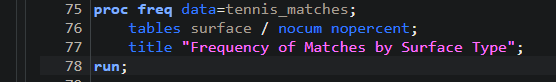 75 proc freq data=tennis_matches;
76     tables surface / nocum nopercent;
77     title "Frequency of Matches by Surface Type";
78 run;